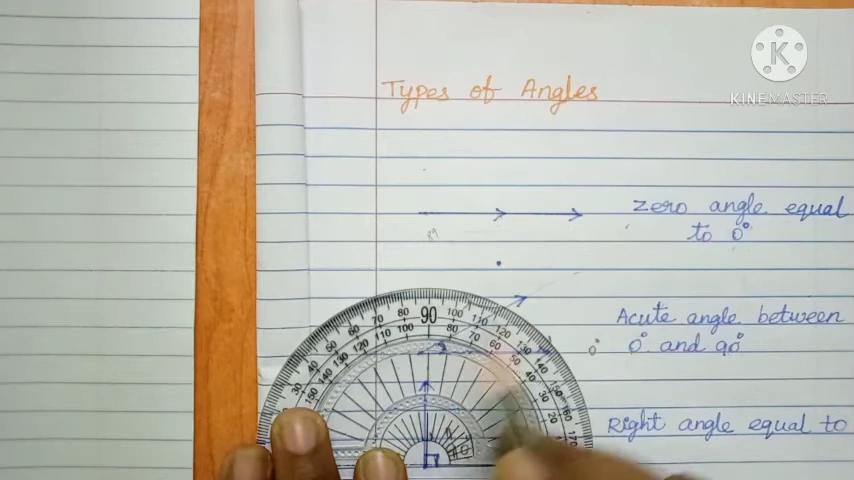 Types of Angles
K
KINEMASTER
zero angle equal
to 0°
Acute angle between
0° and 90°
Right angle equal to
90